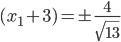 (x₁ + 3) = ± 4/√13